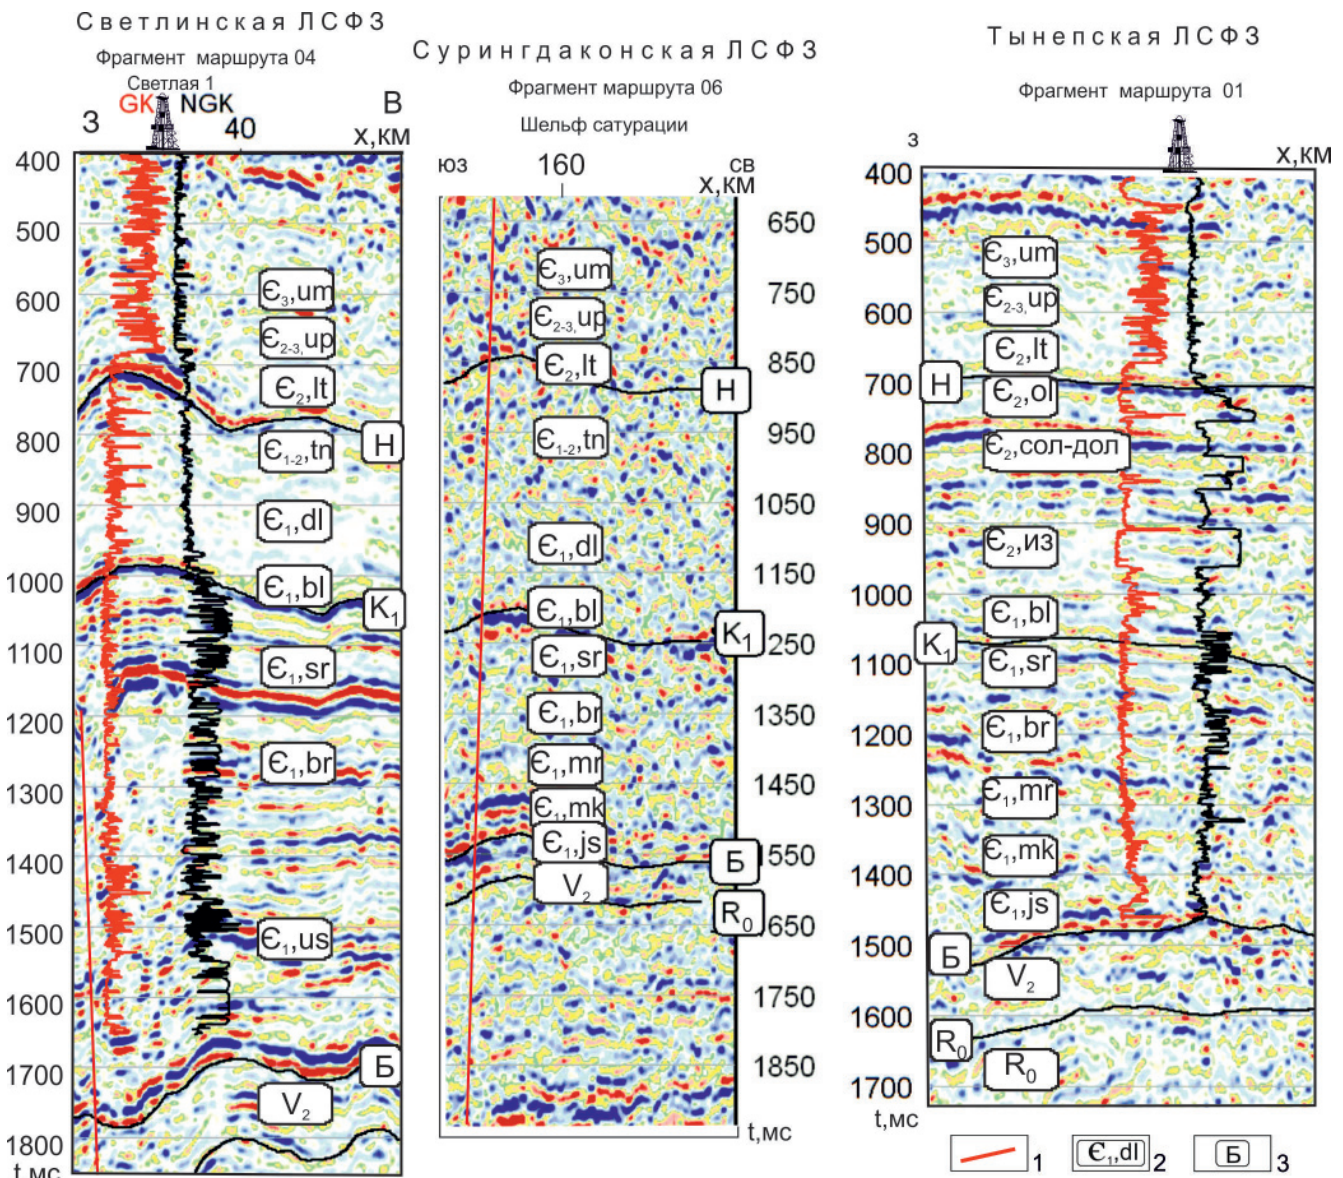 Светлинская ЛСФЗ
Фрагмент маршрута 04
Светлая 1
GK NGK
З 40 В
x,км
400
500
600
700
800
900
1000
1100
1200
1300
1400
1500
1600
1700
1800
t,мс
Є₃,um
Є₂₋₃,up
Є₂,lt
Н
Є₁₋₂,tn
Є₁,dl
Є₁,bl
К₁
Є₁,sr
Є₁,br
Є₁,us
Б
V₂
Сурингдаконская ЛСФЗ
Фрагмент маршрута 06
Шельф сатурации
юз 160 св
x,км
650
750
850
950
1050
1150
1250
1350
1450
1550
1650
1750
1850
t,мс
Є₃,um
Є₂₋₃,up
Є₂,lt
Н
Є₁₋₂,tn
Є₁,dl
Є₁,bl
К₁
Є₁,sr
Є₁,br
Є₁,mr
Є₁,mk
Є₁,js
Б
V₂
R₀
Тынепская ЛСФЗ
Фрагмент маршрута 01
з x,км
400
500
600
700
800
900
1000
1100
1200
1300
1400
1500
1600
1700
t,мс
Є₃,um
Є₂₋₃,up
Є₂,lt
Н
Є₂,ol
Є₂,сол-дол
Є₂,из
Є₁,bl
К₁
Є₁,sr
Є₁,br
Є₁,mr
Є₁,mk
Є₁,js
Б
V₂
R₀
R₀
1 Є₁,dl 2 Б 3